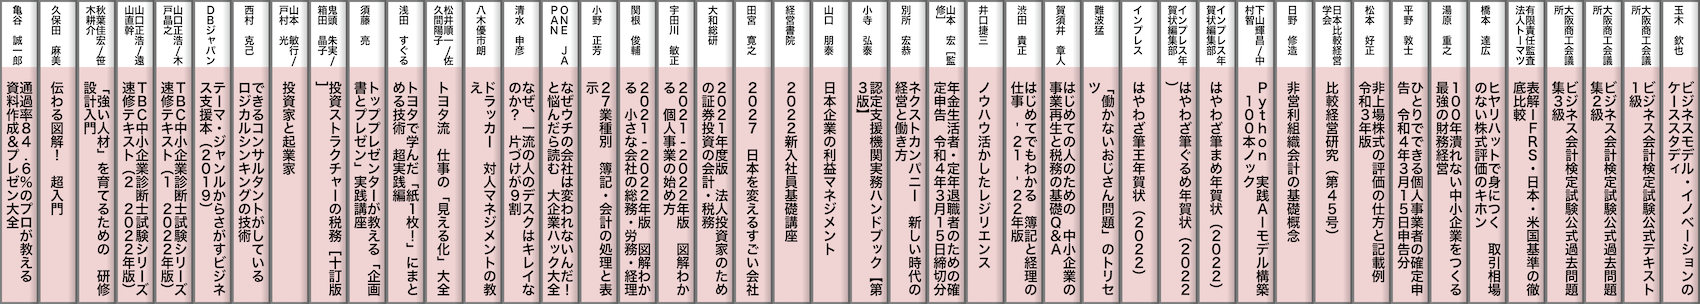 玉木 欽也
ビジネスモデル・イノベーションの
ケーススタディ
大阪商工会議
所
ビジネス会計検定試験公式テキスト
1級
大阪商工会議
所
ビジネス会計検定試験公式過去問題
集2級
大阪商工会議
所
ビジネス会計検定試験公式過去問題
集3級
有限責任監査
法人トーマツ
表解ーFRS・日本・米国基準の徹
底比較
橋本 達広
ヒヤリハットで身につく 取引相場
のない株式評価のキホン
湯原 重之
100年潰れない中小企業をつくる
最強の財務経営
平野 敦士
ひとりでできる個人事業者の確定申
告 令和4年3月15日申告分
松本 好正
非上場株式の評価の仕方と記載例
令和3年版
日本比較経営
学会
比較経営研究(第45号)
日野 修造
非営利組織会計の基礎概念
下山輝昌/中
村智
Python 実践AIモデル構築
100本ノック
インプレス年
賀状編集部
はやわざ筆まめ年賀状(2022)
インプレス年
賀状編集部
はやわざ筆ぐるめ年賀状(2022
)
インプレス
はやわざ筆王年賀状(2022)
難波猛
「働かないおじさん問題」のトリセ
ツ
賀須井 章人
はじめての人のための 中小企業の
事業再生と税務の基礎Q&A
渋田 貴正
はじめてでもわかる 簿記と経理の
仕事 '21-'22年版
井口捷三
ノウハウ活かしたレジリエンス
山本 宏[監
修]
年金生活者・定年退職者のための確
定申告 令和4年3月15日締切分
別所 宏恭
ネクストカンパニー 新しい時代の
経営と働き方
小寺 弘泰
認定支援機関実務ハンドブック【第
3版】
山口 朋泰
日本企業の利益マネジメント
経営書院
2022新入社員基礎講座
田宮 寛之
2027 日本を変えるすごい会社
大和総研
2021年度版 法人投資家のため
の証券投資の会計・税務
宇田川 敏正
2021-2022年版 図解わか
る 個人事業の始め方
関根 俊輔
2021-2022年版 図解わか
る 小さな会社の総務・労務・経理
小野 正芳
27業種別 簿記・会計の処理と表
示
ONE JA
PAN
なぜウチの会社は変われないんだ!
と悩んだら読む 大企業ハック大全
清水 申彦
なぜ、一流の人のデスクはキレイな
のか? 片づけが9割
八木優市朗
ドラッカー 対人マネジメントの教
え
松井順一/佐
久間陽子
トヨタ流 仕事の「見える化」大全
浅田 すぐる
トヨタで学んだ「紙1枚!」にまと
める技術 超実践編
須藤 亮
トッププレゼンターが教える「企画
書とプレゼン」実践講座
鬼頭 朱実/
箱田 晶子
投資ストラクチャーの税務[十訂版
]
山本 敏行/
戸村 光
投資家と起業家
西村 克己
できるコンサルタントがしている
ロジカルシンキングの技術
DBジャパン
テーマ・ジャンルからさがすビジネ
ス支援本(2019)
山口正浩/木
戸昌之
TBC中小企業診断士試験シリーズ
速修テキスト(1 2022年版)
山口正浩/遠
山直幹
TBC中小企業診断士試験シリーズ
速修テキスト(2 2022年版)
秋葉佳宏/笹
木耕介
「強い人材」を育てるための 研修
設計入門
久保田 麻美
伝わる図解! 超入門
亀谷 誠一郎
通過率84.6%のプロが教える
資料作成&プレゼン大全